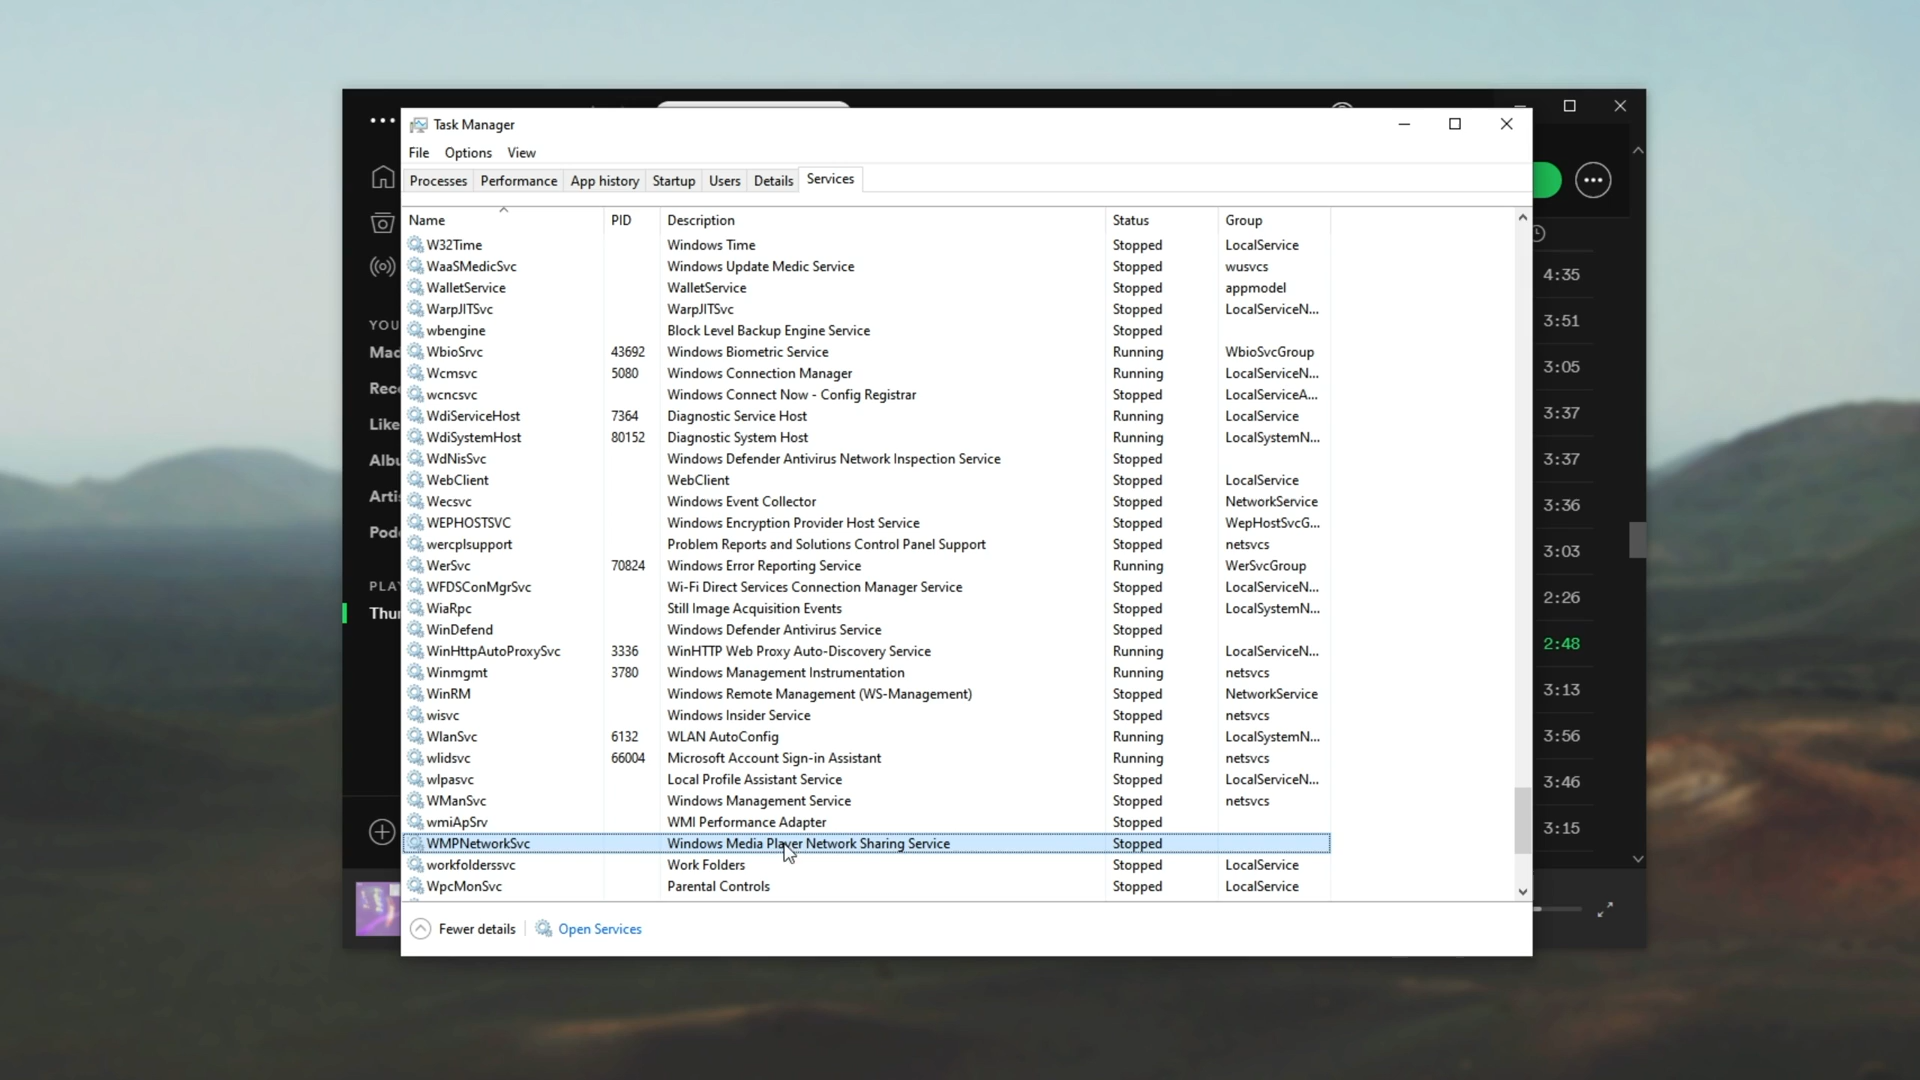 Task Manager
File Options View
Processes Performance App history Startup Users Details Services
Name PID Description Status Group
W32Time Windows Time Stopped LocalService
WaaSMedicSvc Windows Update Medic Service Stopped wusvcs
WalletService WalletService Stopped appmodel
WarpJITSvc WarpJITSvc Stopped LocalServiceN...
wbengine Block Level Backup Engine Service Stopped
WbioSrvc 43692 Windows Biometric Service Running WbioSvcGroup
Wcmsvc 5080 Windows Connection Manager Running LocalServiceN...
wcncsvc Windows Connect Now - Config Registrar Stopped LocalServiceA...
WdiServiceHost 7364 Diagnostic Service Host Running LocalService
WdiSystemHost 80152 Diagnostic System Host Running LocalSystemN...
WdNisSvc Windows Defender Antivirus Network Inspection Service Stopped
WebClient WebClient Stopped LocalService
Wecsvc Windows Event Collector Stopped NetworkService
WEPHOSTSVC Windows Encryption Provider Host Service Stopped WepHostSvcG...
wercplsupport Problem Reports and Solutions Control Panel Support Stopped netsvcs
WerSvc 70824 Windows Error Reporting Service Running WerSvcGroup
WFDSConMgrSvc Wi-Fi Direct Services Connection Manager Service Stopped LocalServiceN...
WiaRpc Still Image Acquisition Events Stopped LocalSystemN...
WinDefend Windows Defender Antivirus Service Stopped
WinHttpAutoProxySvc 3336 WinHTTP Web Proxy Auto-Discovery Service Running LocalServiceN...
Winmgmt 3780 Windows Management Instrumentation Running netsvcs
WinRM Windows Remote Management (WS-Management) Stopped NetworkService
wisvc Windows Insider Service Stopped netsvcs
WlanSvc 6132 WLAN AutoConfig Running LocalSystemN...
wlidsvc 66004 Microsoft Account Sign-in Assistant Running netsvcs
wlpasvc Local Profile Assistant Service Stopped LocalServiceN...
WManSvc Windows Management Service Stopped netsvcs
wmiApSrv WMI Performance Adapter Stopped
WMPNetworkSvc Windows Media Player Network Sharing Service Stopped
workfolderssvc Work Folders Stopped LocalService
WpcMonSvc Parental Controls Stopped LocalService
Fewer details Open Services
YOU
Mad
Rece
Like
Albu
Artis
Podc
PLAY
Thur
4:35
3:51
3:05
3:37
3:37
3:36
3:03
2:26
2:48
3:13
3:56
3:46
3:15